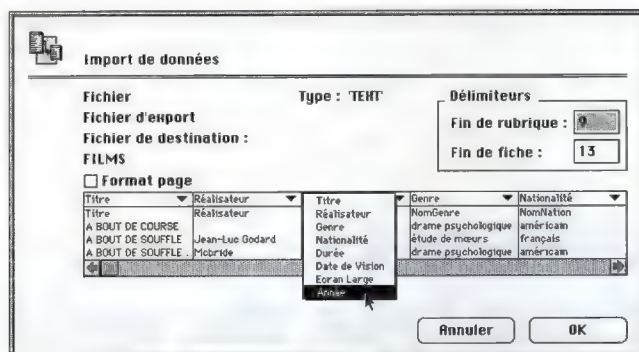 Import de données
Fichier
Type : 'TEXT'
Délimiteurs
Fichier d'export
Fin de rubrique : 9
Fichier de destination :
FILMS
Fin de fiche : 13
Format page
Titre Réalisateur Genre Nationalité
Titre Réalisateur NomGenre NomNation
A BOUT DE COURSE drame psychologique américain
A BOUT DE SOUFFLE Jean-Luc Godard étude de mœurs français
A BOUT DE SOUFFLE . Mcbride drame psychologique américain
Titre
Réalisateur
Genre
Nationalité
Durée
Date de Vision
Ecran Large
Année
Annuler OK